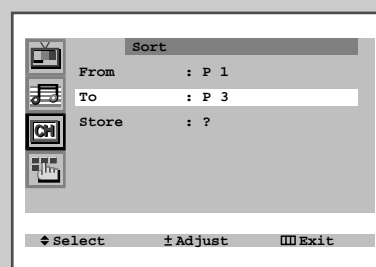 Sort
From : P 1
To : P 3
CH
Store : ?
Select ± Adjust Exit